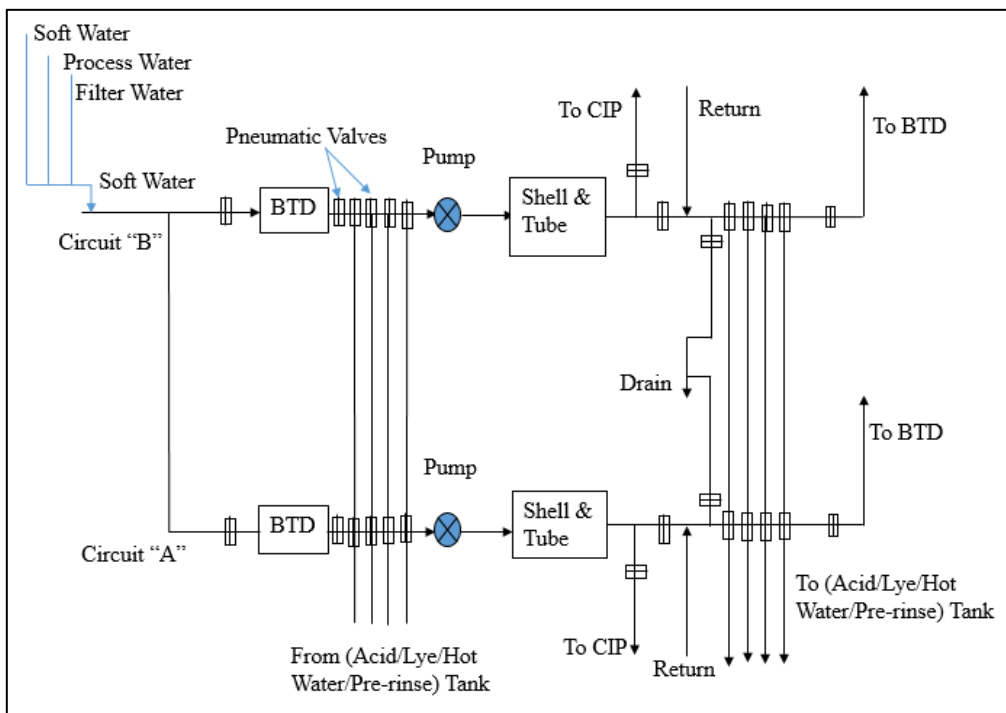 Soft Water
Process Water
Filter Water
To CIP
Return
To BTD
Pneumatic Valves
Pump
Soft Water
BTD
Shell &
Tube
Circuit “B”
Drain
To BTD
Pump
BTD
Shell &
Tube
Circuit “A”
To (Acid/Lye/Hot
Water/Pre-rinse) Tank
To CIP
Return
From (Acid/Lye/Hot
Water/Pre-rinse) Tank